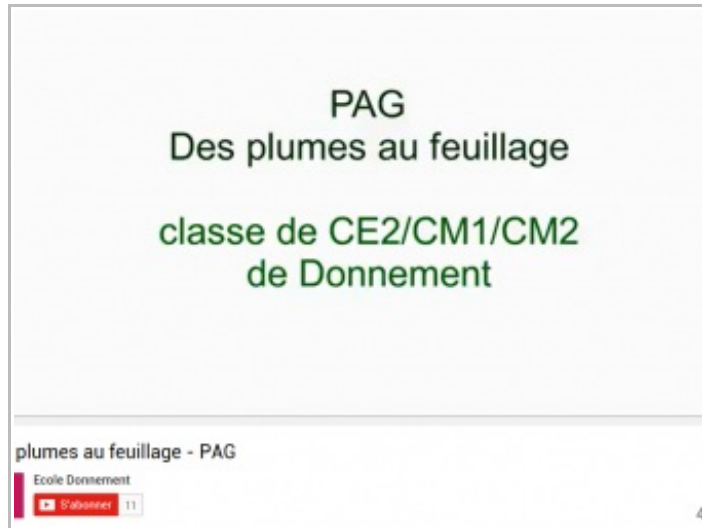 PAG
Des plumes au feuillage
classe de CE2/CM1/CM2
de Donnement
plumes au feuillage - PAG
Ecole Donnement
S'abonner 11
4